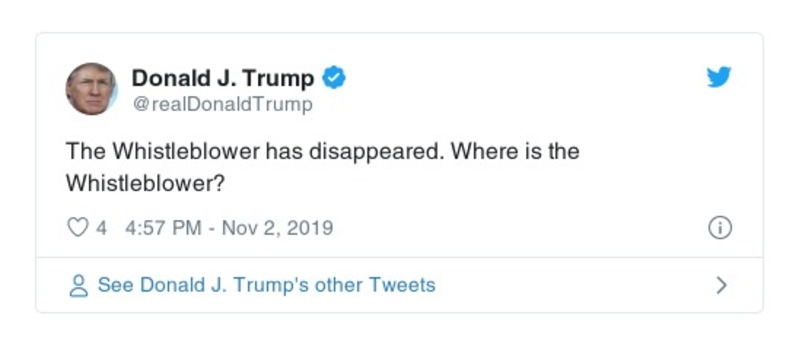 Donald J. Trump
@realDonaldTrump
The Whistleblower has disappeared. Where is the
Whistleblower?
4 4:57 PM - Nov 2, 2019
See Donald J. Trump's other Tweets